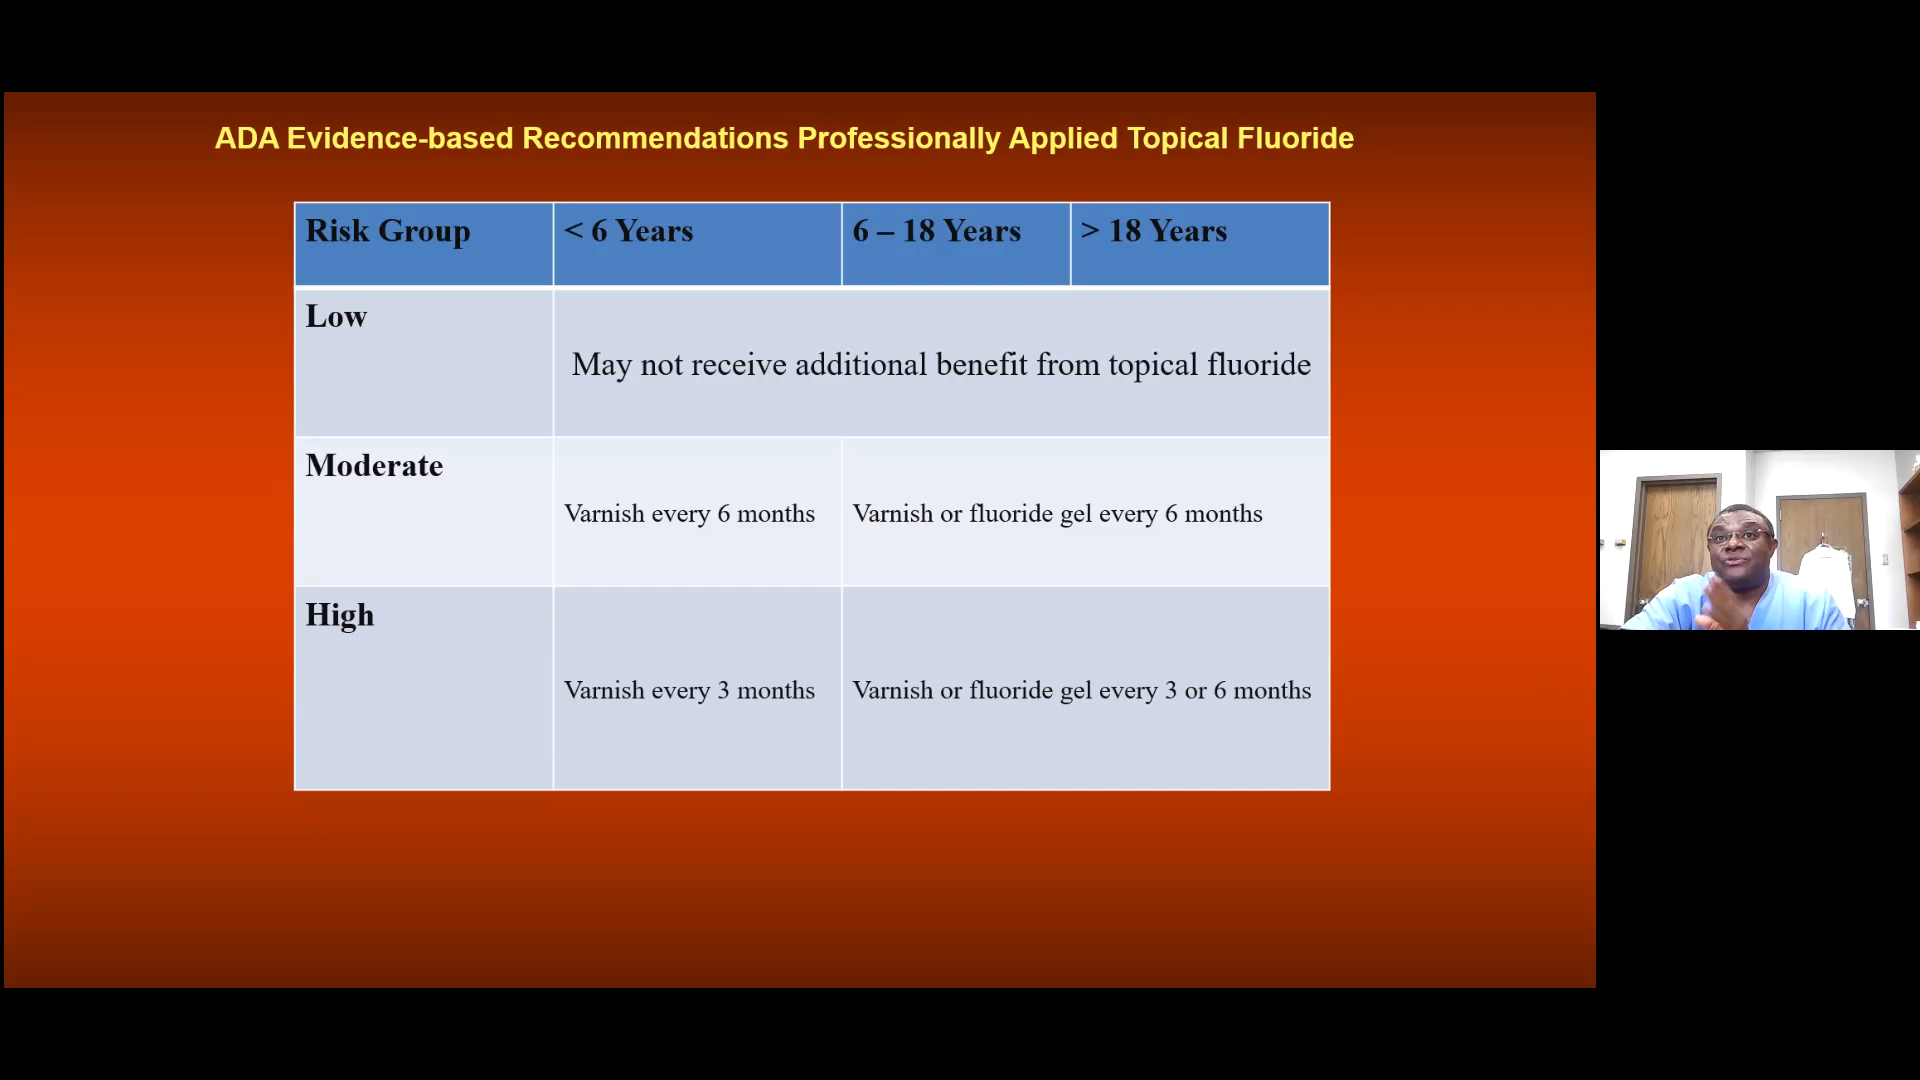 ADA Evidence-based Recommendations Professionally Applied Topical Fluoride
Risk Group
< 6 Years
6 – 18 Years
> 18 Years
Low
May not receive additional benefit from topical fluoride
Moderate
Varnish every 6 months
Varnish or fluoride gel every 6 months
High
Varnish every 3 months
Varnish or fluoride gel every 3 or 6 months